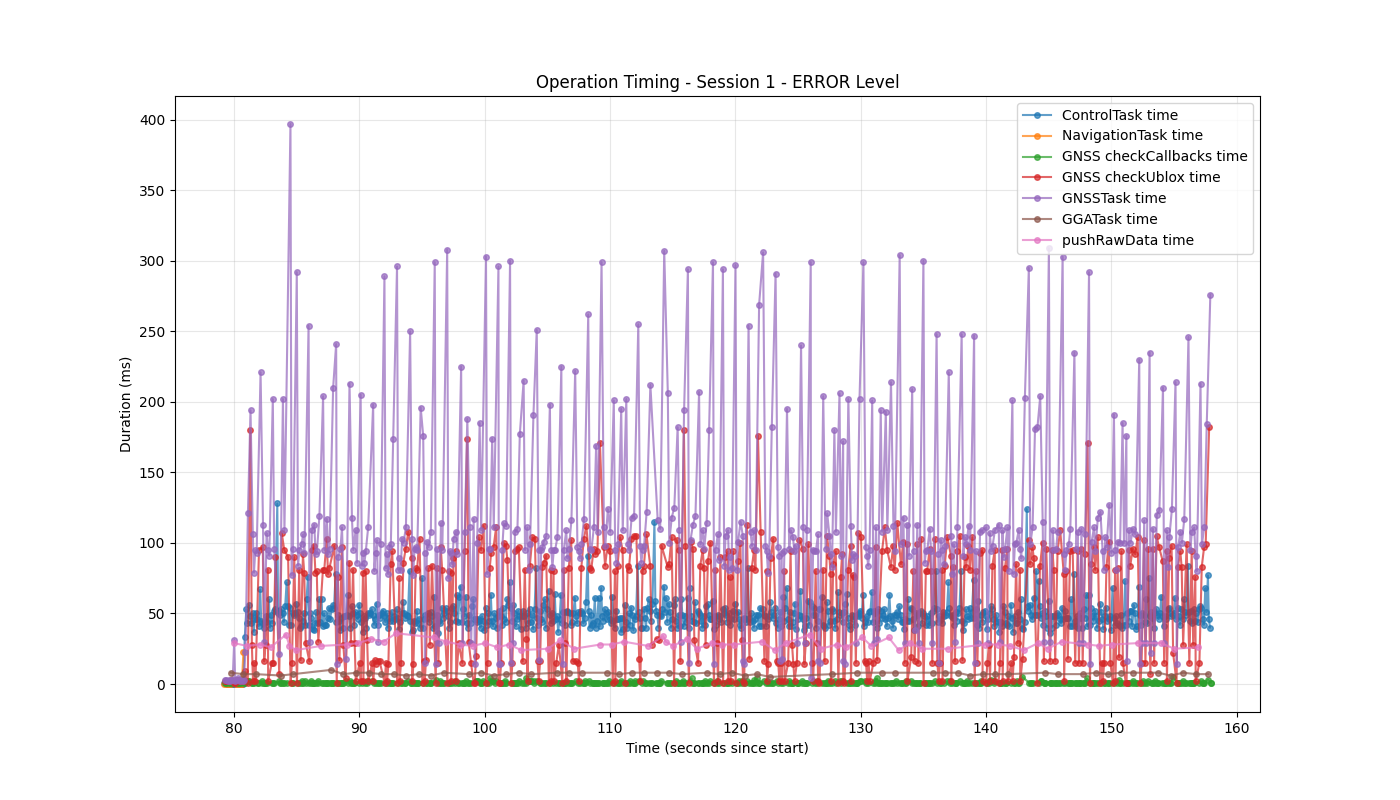 Operation Timing - Session 1 - ERROR Level
ControlTask time
NavigationTask time
GNSS checkCallbacks time
GNSS checkUblox time
GNSSTask time
GGATask time
pushRawData time
Duration (ms)
400
350
300
250
200
150
100
50
0
80
90
100
110
120
130
140
150
160
Time (seconds since start)